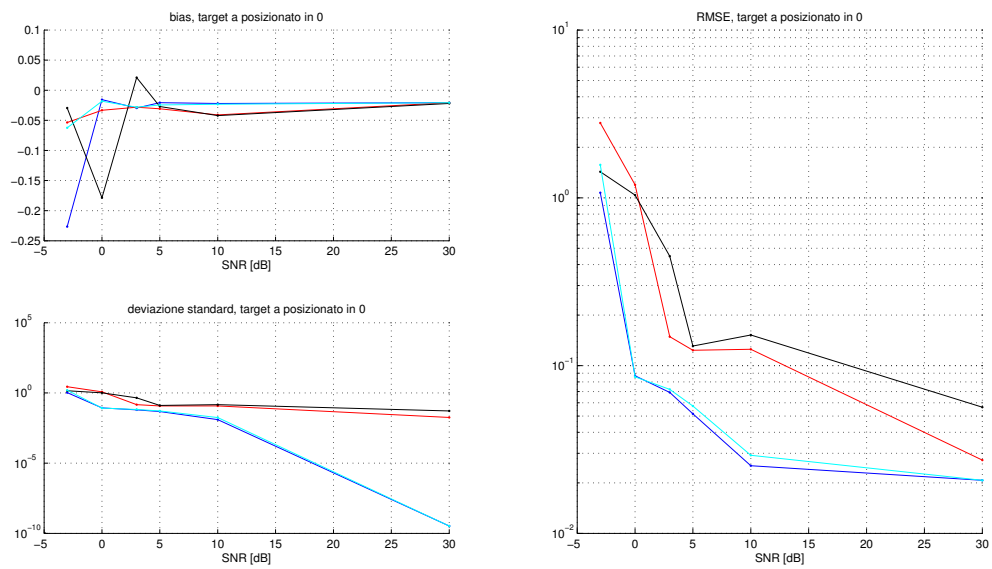 bias, target a posizionato in 0
0.1
0.05
0
−0.05
−0.1
−0.15
−0.2
−0.25
−5 0 5 10 15 20 25 30
SNR [dB]
deviazione standard, target a posizionato in 0
10^5
10^0
10^−5
10^−10
−5 0 5 10 15 20 25 30
SNR [dB]
RMSE, target a posizionato in 0
10^1
10^0
10^−1
10^−2
−5 0 5 10 15 20 25 30
SNR [dB]